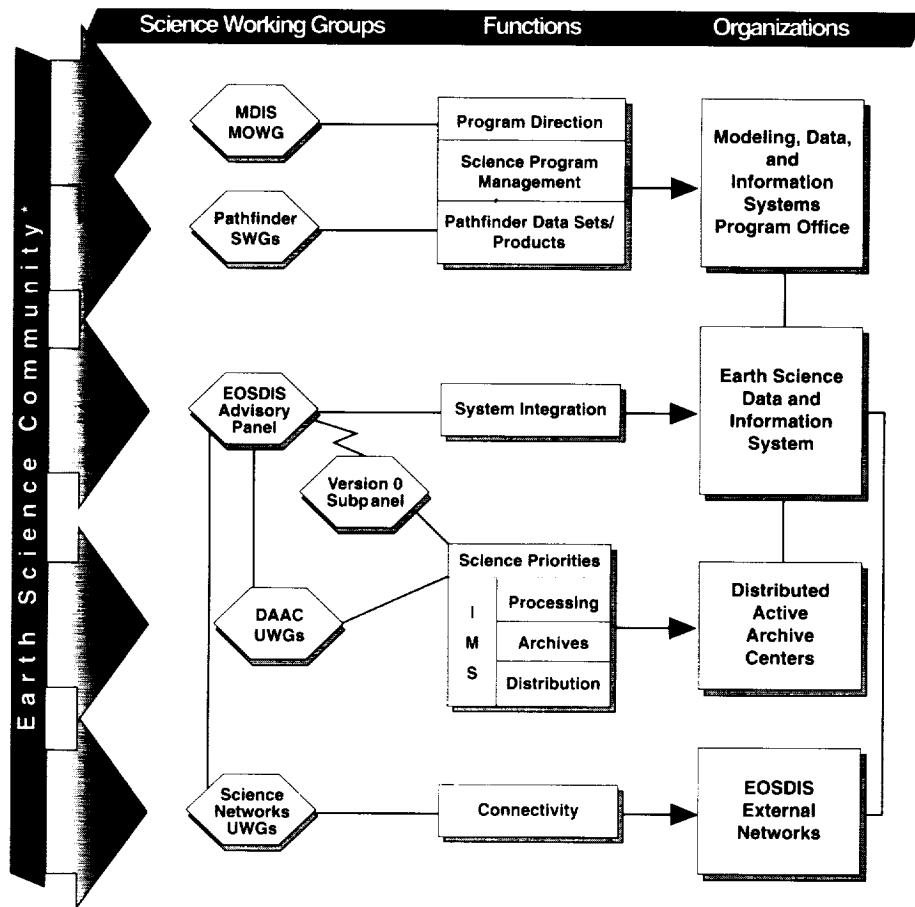 Science Working Groups
Functions
Organizations
Earth Science Community*
MDIS
MOWG
Program Direction
Science Program
Management
Pathfinder Data Sets/
Products
Modeling, Data,
and
Information
Systems
Program Office
Pathfinder
SWGs
EOSDIS
Advisory
Panel
System Integration
Earth Science
Data and
Information
System
Version 0
Subpanel
Science Priorities
I
M
S
Processing
Archives
Distribution
DAAC
UWGs
Distributed
Active
Archive
Centers
Science
Networks
UWGs
Connectivity
EOSDIS
External
Networks